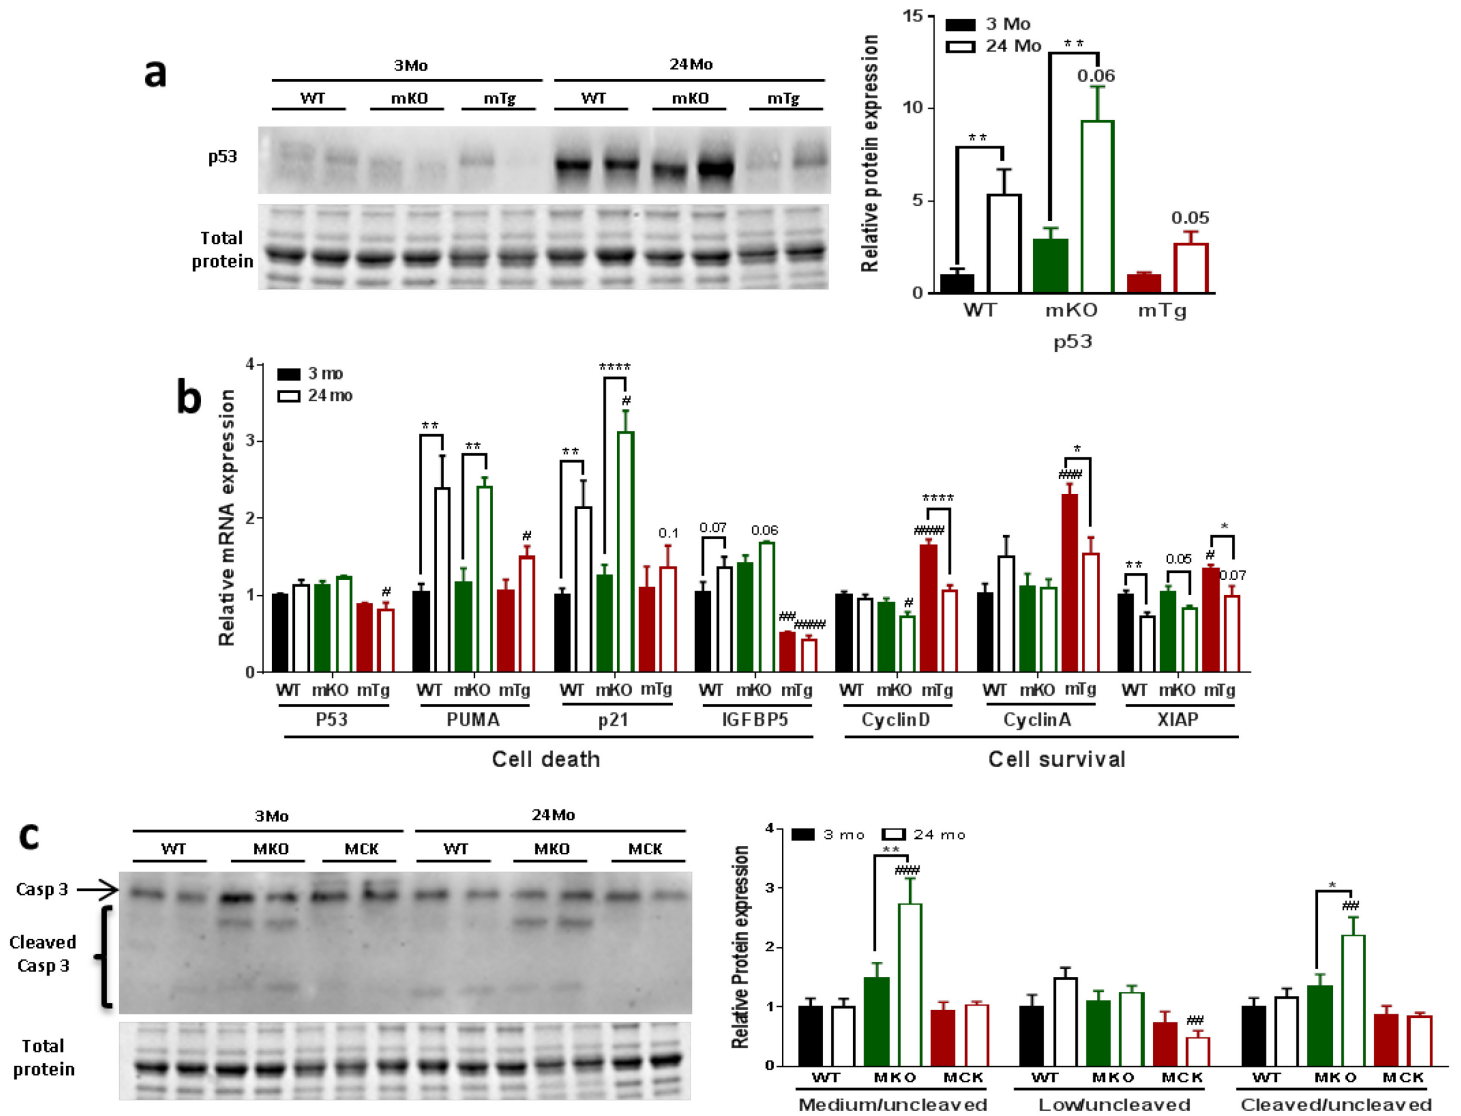 a
3Mo 24Mo
WT mKO mTg WT mKO mTg
p53
Total
protein
Relative protein expression
15
10
5
0
3 Mo
24 Mo
** ** 0.06 0.05
WT mKO mTg
p53
b
Relative mRNA expression
4
3
2
1
0
3 mo
24 mo
# ** ** # ** **** # 0.1 0.07 0.06 ## #### # #### **** ### * ** 0.05 # * 0.07
WT mKO mTg WT mKO mTg WT mKO mTg WT mKO mTg WT mKO mTg WT mKO mTg WT mKO mTg
P53 PUMA p21 IGFBP5 CyclinD CyclinA XIAP
Cell death Cell survival
c
3Mo 24Mo
WT MKO MCK WT MKO MCK
Casp 3
Cleaved
Casp 3
Total
protein
Relative Protein expression
4
3
2
1
0
3 mo 24 mo
** ### ## * ##
WT MKO MCK WT MKO MCK WT MKO MCK
Medium/uncleaved Low/uncleaved Cleaved/uncleaved